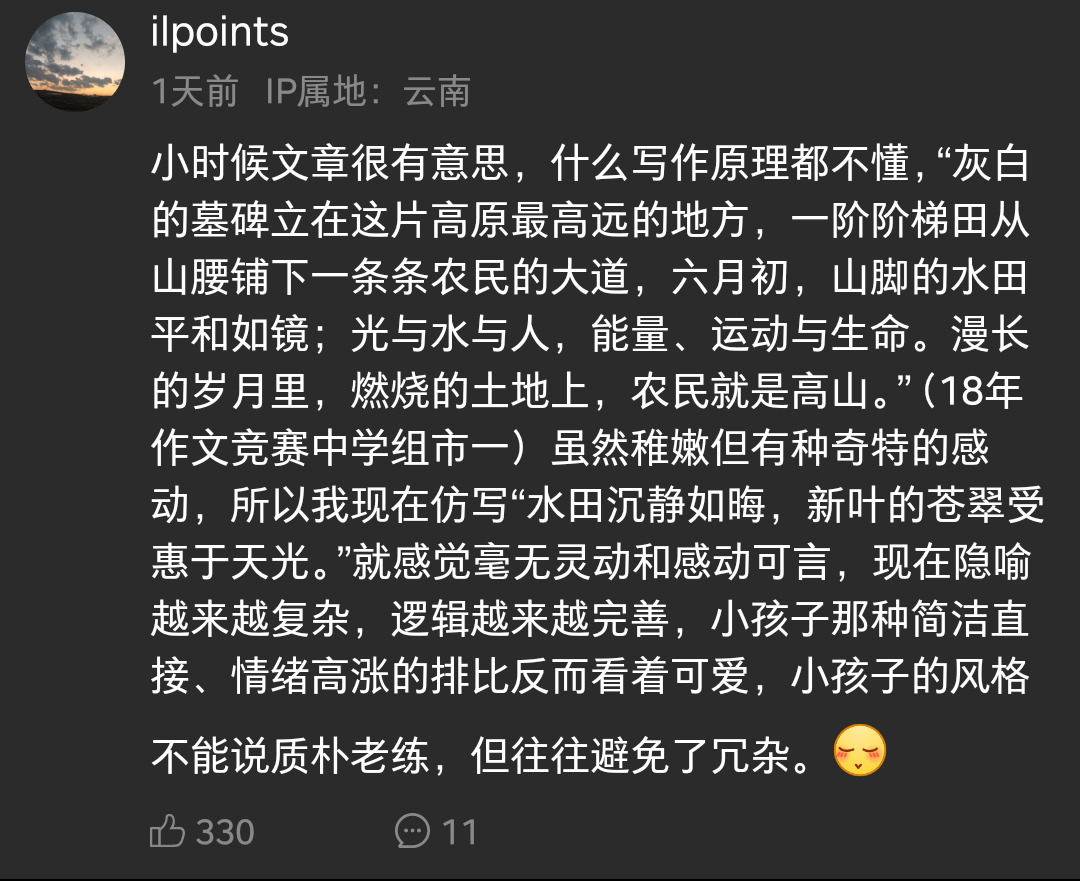 ilpoints
1天前 IP属地：云南
小时候文章很有意思，什么写作原理都不懂，“灰白
的墓碑立在这片高原最高远的地方，一阶阶梯田从
山腰铺下一条条农民的大道，六月初，山脚的水田
平和如镜；光与水与人，能量、运动与生命。漫长
的岁月里，燃烧的土地上，农民就是高山。”（18年
作文竞赛中学组市一）虽然稚嫩但有种奇特的感
动，所以我现在仿写“水田沉静如晦，新叶的苍翠受
惠于天光。”就感觉毫无灵动和感动可言，现在隐喻
越来越复杂，逻辑越来越完善，小孩子那种简洁直
接、情绪高涨的排比反而看着可爱，小孩子的风格
不能说质朴老练，但往往避免了冗杂。
330 11